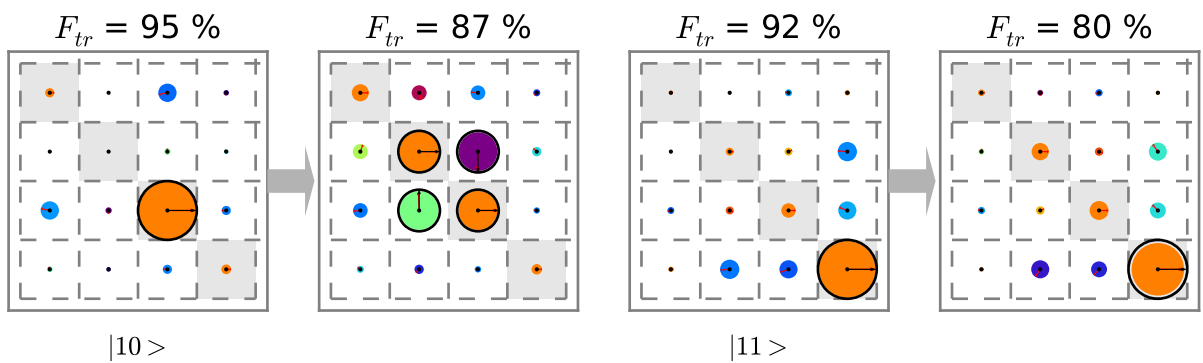 F_tr = 95 %
F_tr = 87 %
F_tr = 92 %
F_tr = 80 %
|10 >
|11 >